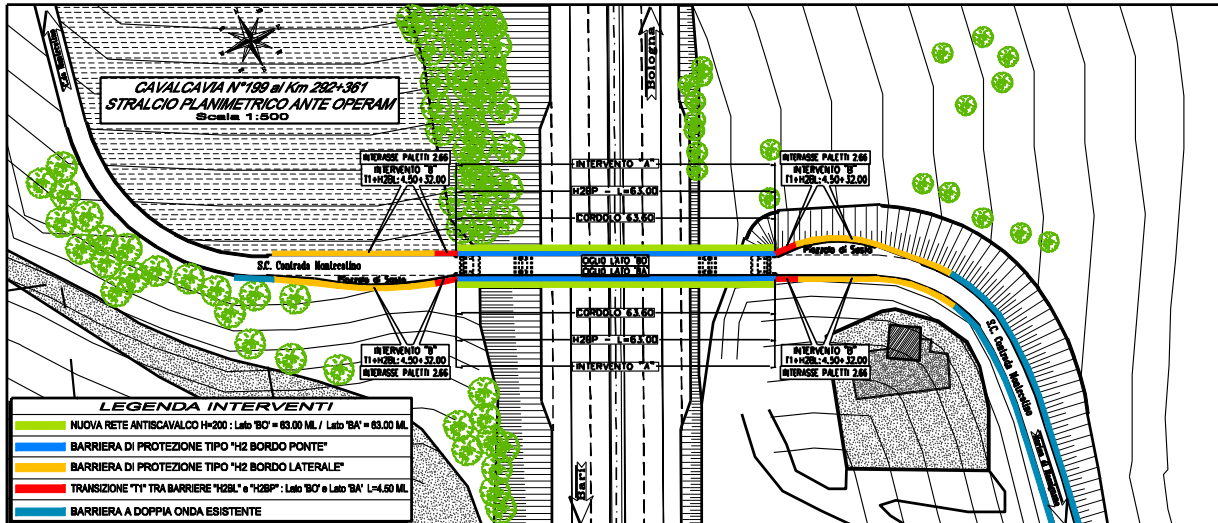 CAVALCAVIA N°199 al Km 292+361
STRALCIO PLANIMETRICO ANTE OPERAM
Scala 1:500
Bologna
INTERASSE PALETTI 2.66
INTERVENTO "B"
T1+H2BL: 4.50+32.00
INTERVENTO "A"
H2BP - L=63.00
CORDOLO 63.60
INTERASSE PALETTI 2.66
INTERVENTO "B"
T1+H2BL: 4.50+32.00
S.C. Contrada Montecalino
CIGLIO LATO "BO"
CIGLIO LATO "BA"
CORDOLO 63.60
H2BP - L=63.00
INTERVENTO "A"
INTERVENTO "B"
T1+H2BL: 4.50+32.00
INTERASSE PALETTI 2.66
INTERVENTO "B"
T1+H2BL: 4.50+32.00
INTERASSE PALETTI 2.66
S.C. Contrada Montecalino
Bari
LEGENDA INTERVENTI
NUOVA RETE ANTISCAVALCO H=200 : Lato "BO" = 63.00 ML / Lato "BA" = 63.00 ML
BARRIERA DI PROTEZIONE TIPO "H2 BORDO PONTE"
BARRIERA DI PROTEZIONE TIPO "H2 BORDO LATERALE"
TRANSIZIONE "T1" TRA BARRIERE "H2BL" e "H2BP" : Lato "BO" e Lato "BA" L=4.50 ML
BARRIERA A DOPPIA ONDA ESISTENTE